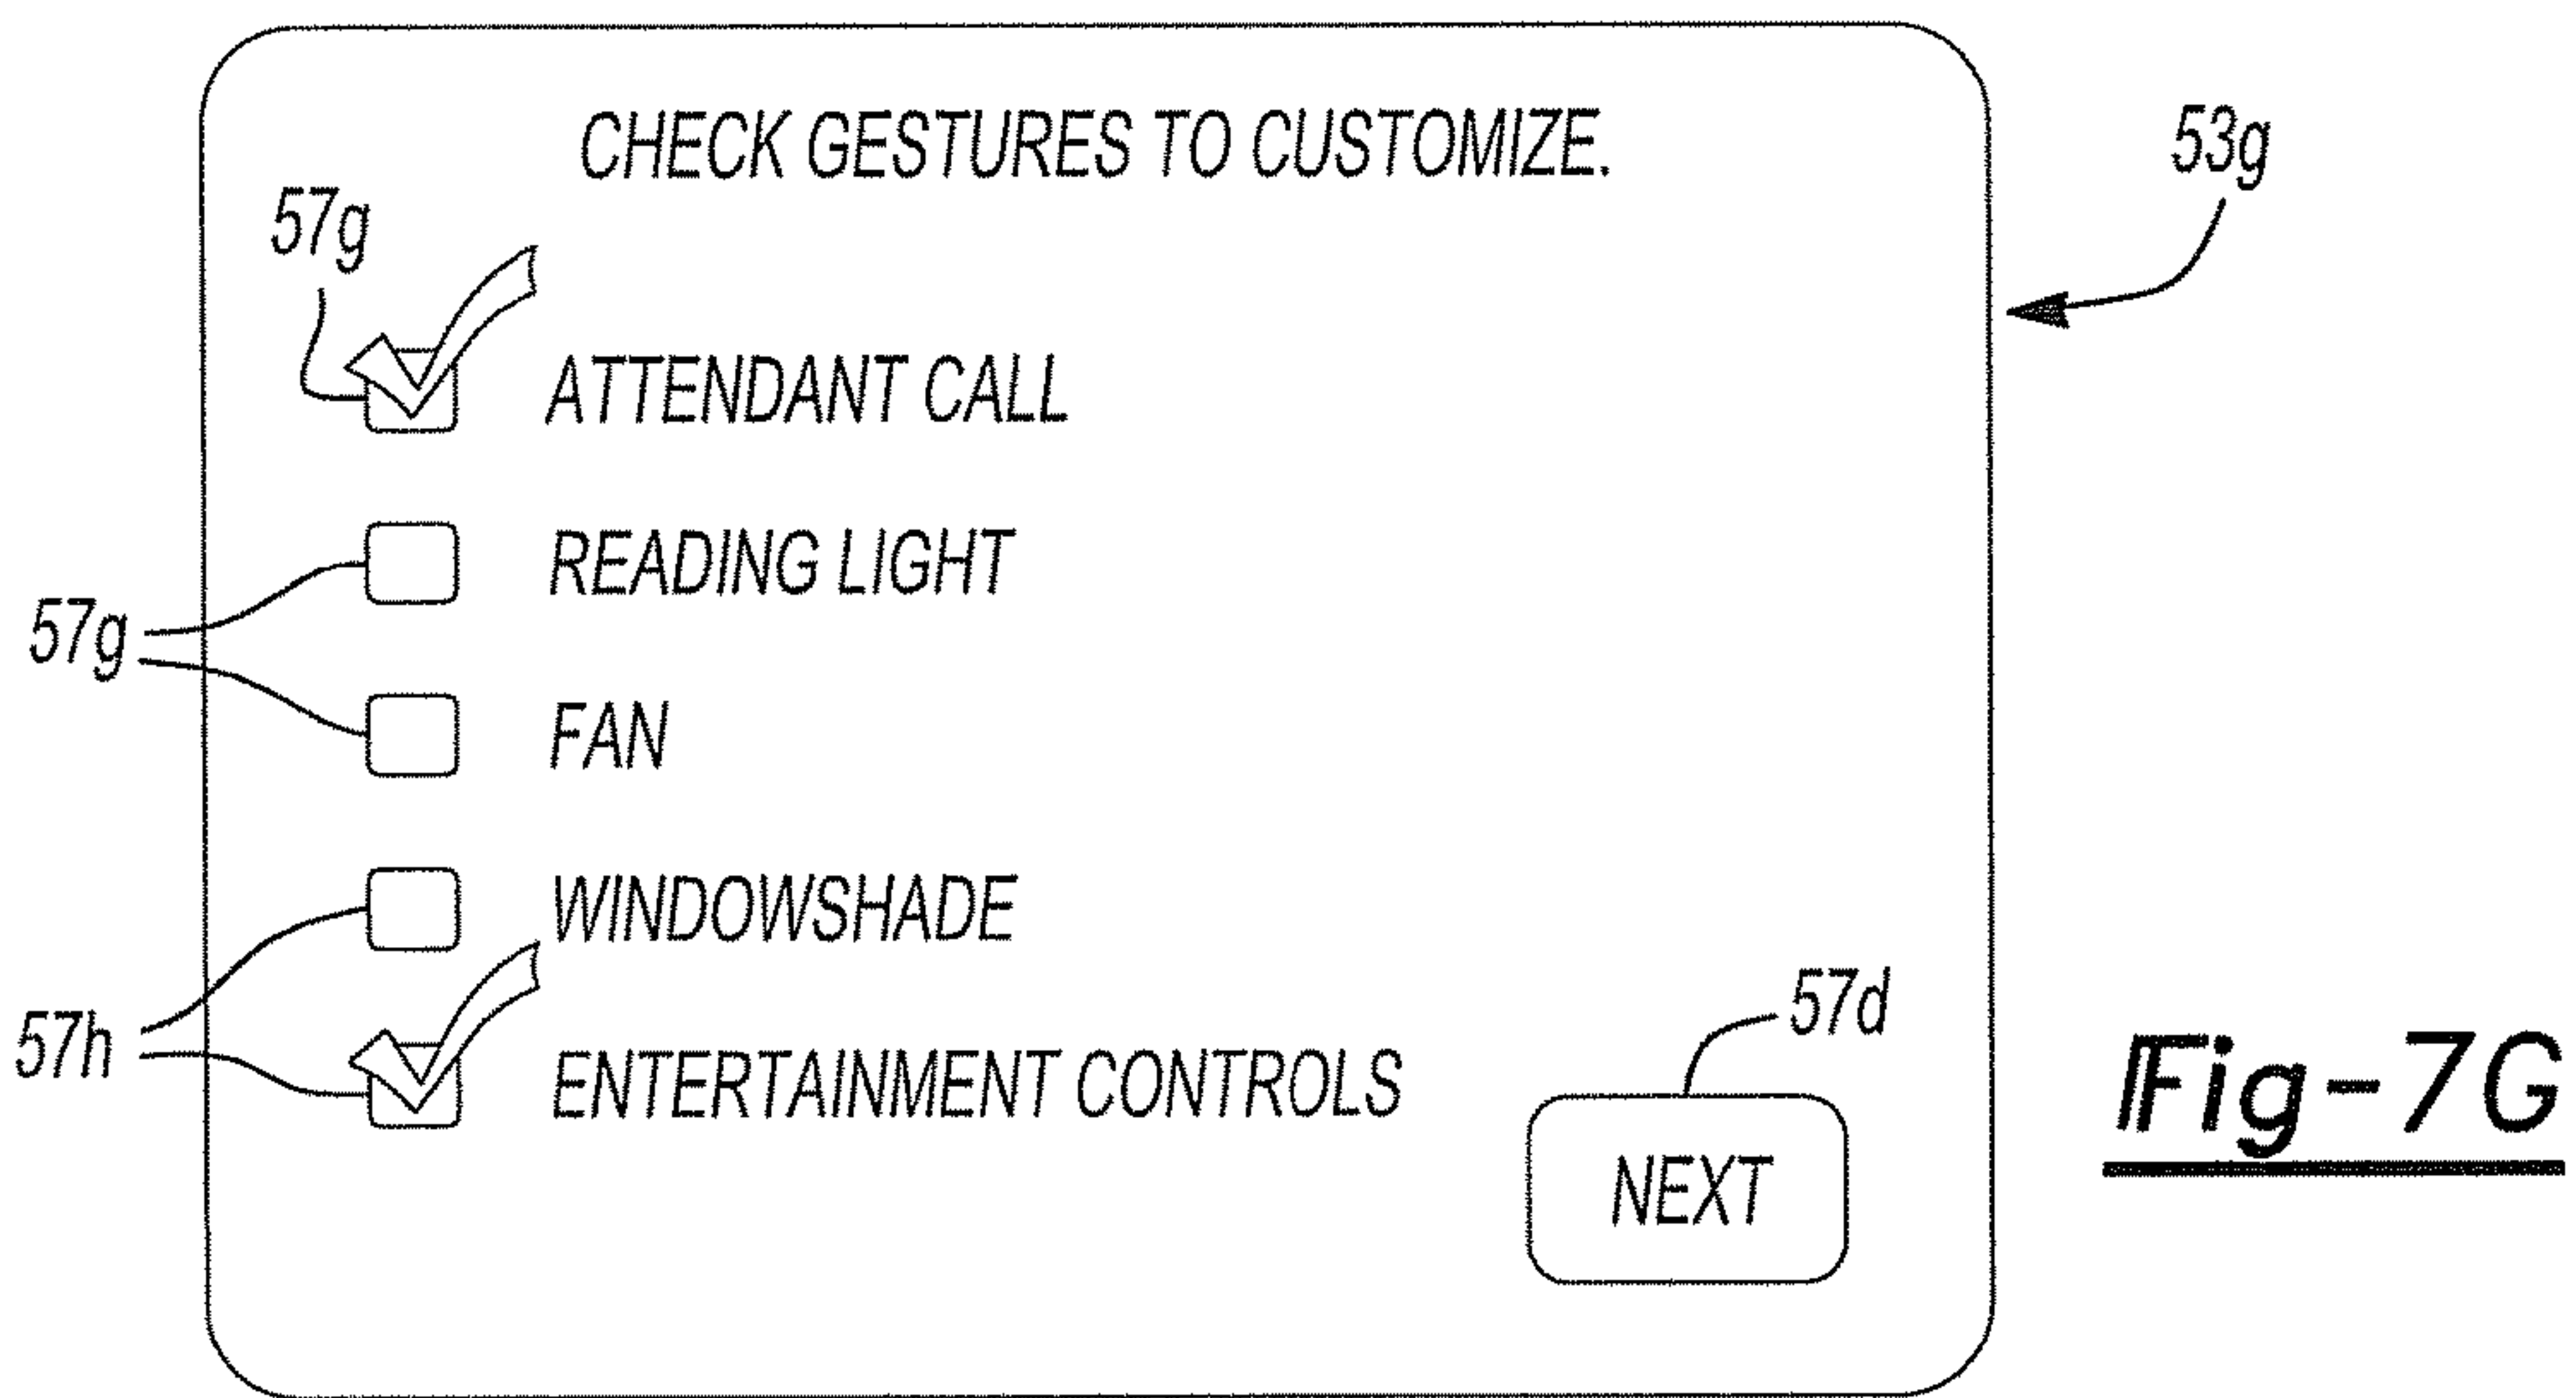 CHECK GESTURES TO CUSTOMIZE.
53g
57g
ATTENDANT CALL
READING LIGHT
57g
FAN
WINDOWSHADE
57h
ENTERTAINMENT CONTROLS
57d
NEXT
Fig-7G